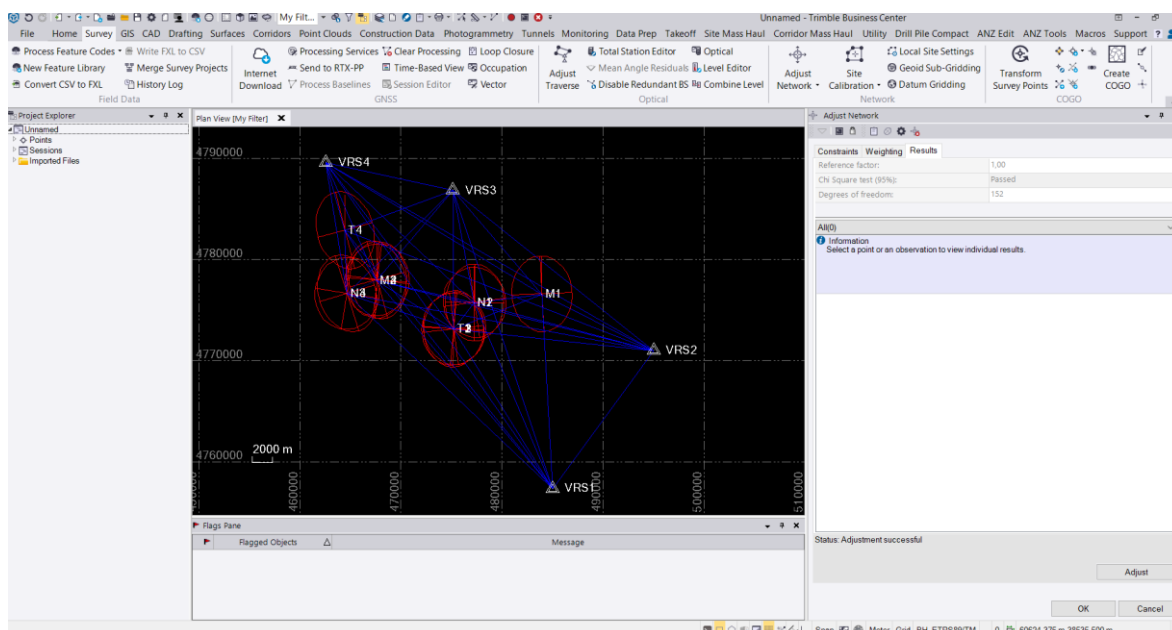 My Filt...
Unnamed - Trimble Business Center
File Home Survey GIS CAD Drafting Surfaces Corridors Point Clouds Construction Data Photogrammetry Tunnels Monitoring Data Prep Takeoff Site Mass Haul Corridor Mass Haul Utility Drill Pile Compact ANZ Edit ANZ Tools Macros Support ?
Process Feature Codes Write FXL to CSV
New Feature Library Merge Survey Projects
Convert CSV to FXL History Log
Field Data
Internet Download
Processing Services Clear Processing Loop Closure
Send to RTX-PP Time-Based View Occupation
Process Baselines Session Editor Vector
GNSS
Adjust Traverse
Total Station Editor Optical
Mean Angle Residuals Level Editor
Disable Redundant BS Combine Level
Optical
Adjust Network
Site Calibration
Local Site Settings
Geoid Sub-Gridding
Datum Gridding
Network
Transform Survey Points
Create COGO
COGO
Project Explorer
Unnamed
Points
Sessions
Imported Files
Plan View [My Filter]
4790000
4780000
4770000
4760000
VRS4
VRS3
T4
M1
VRS2
VRS1
2000 m
460000
470000
480000
490000
500000
510000
Flags Pane
Flagged Objects Message
Adjust Network
Constraints Weighting Results
Reference factor: 1,00
Chi Square test (95%): Passed
Degrees of freedom: 152
All(0)
Information
Select a point or an observation to view individual results.
Status: Adjustment successful
Adjust
OK Cancel